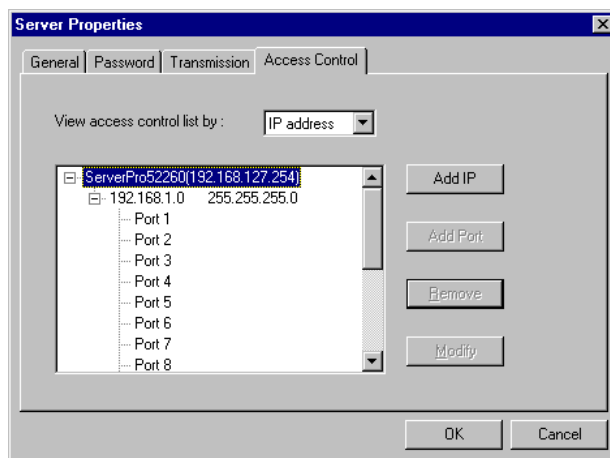 Server Properties
General Password Transmission Access Control
View access control list by : IP address
ServerPro52260(192.168.127.254)
192.168.1.0 255.255.255.0
Port 1
Port 2
Port 3
Port 4
Port 5
Port 6
Port 7
Port 8
Add IP
Add Port
Remove
Modify
OK Cancel